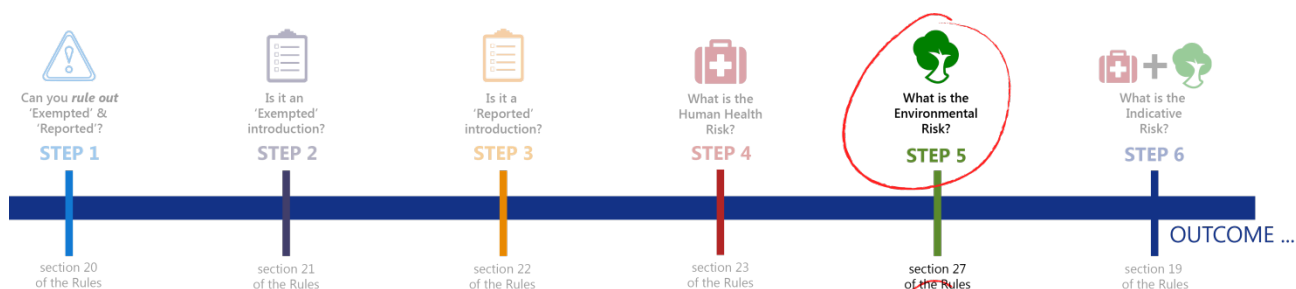 Can you rule out
'Exempted' &
'Reported'?
STEP 1
section 20
of the Rules
Is it an
'Exempted'
introduction?
STEP 2
section 21
of the Rules
Is it a
'Reported'
introduction?
STEP 3
section 22
of the Rules
What is the
Human Health
Risk?
STEP 4
section 23
of the Rules
What is the
Environmental
Risk?
STEP 5
section 27
of the Rules
What is the
Indicative
Risk?
STEP 6
OUTCOME ...
section 19
of the Rules